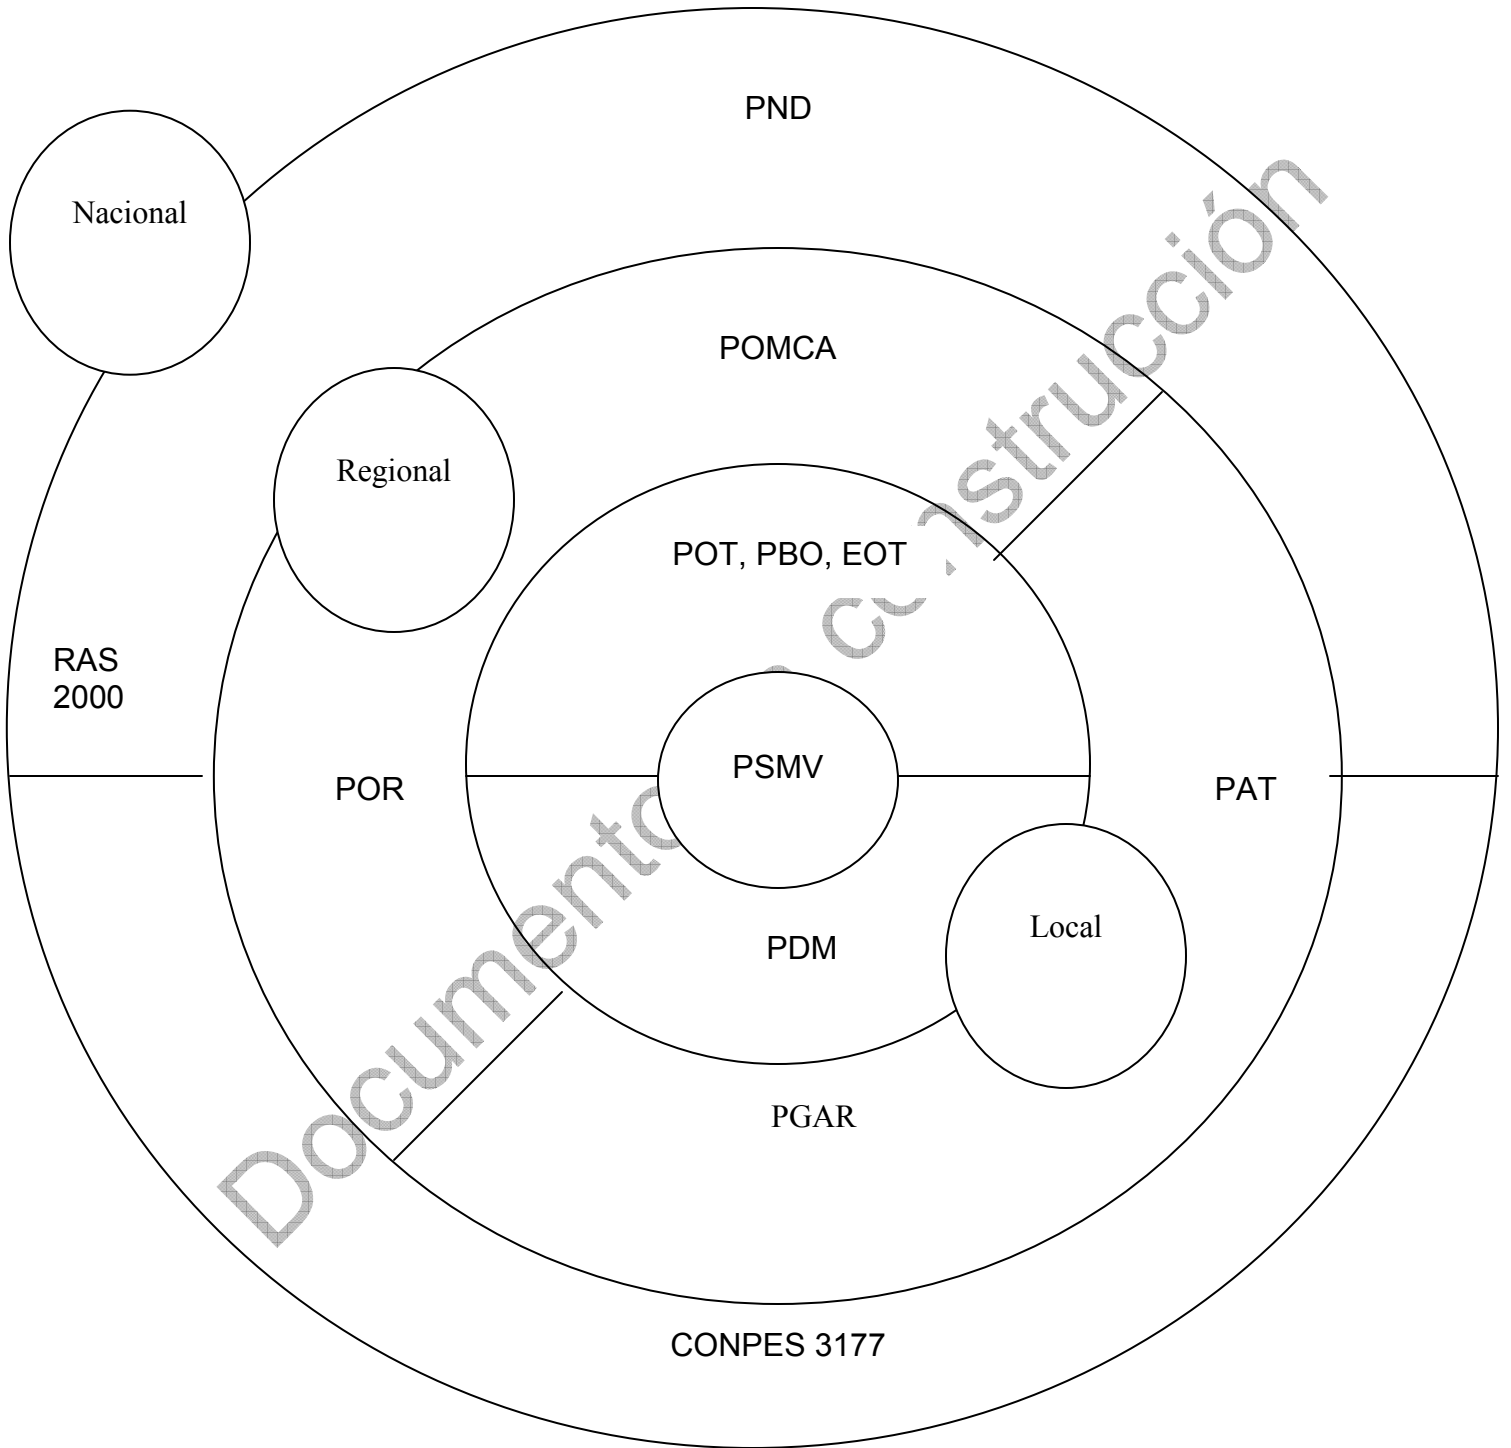 PND
Nacional
POMCA
Regional
POT, PBO, EOT
RAS
2000
PSMV
POR
PAT
Local
PDM
PGAR
CONPES 3177
Documento construcción